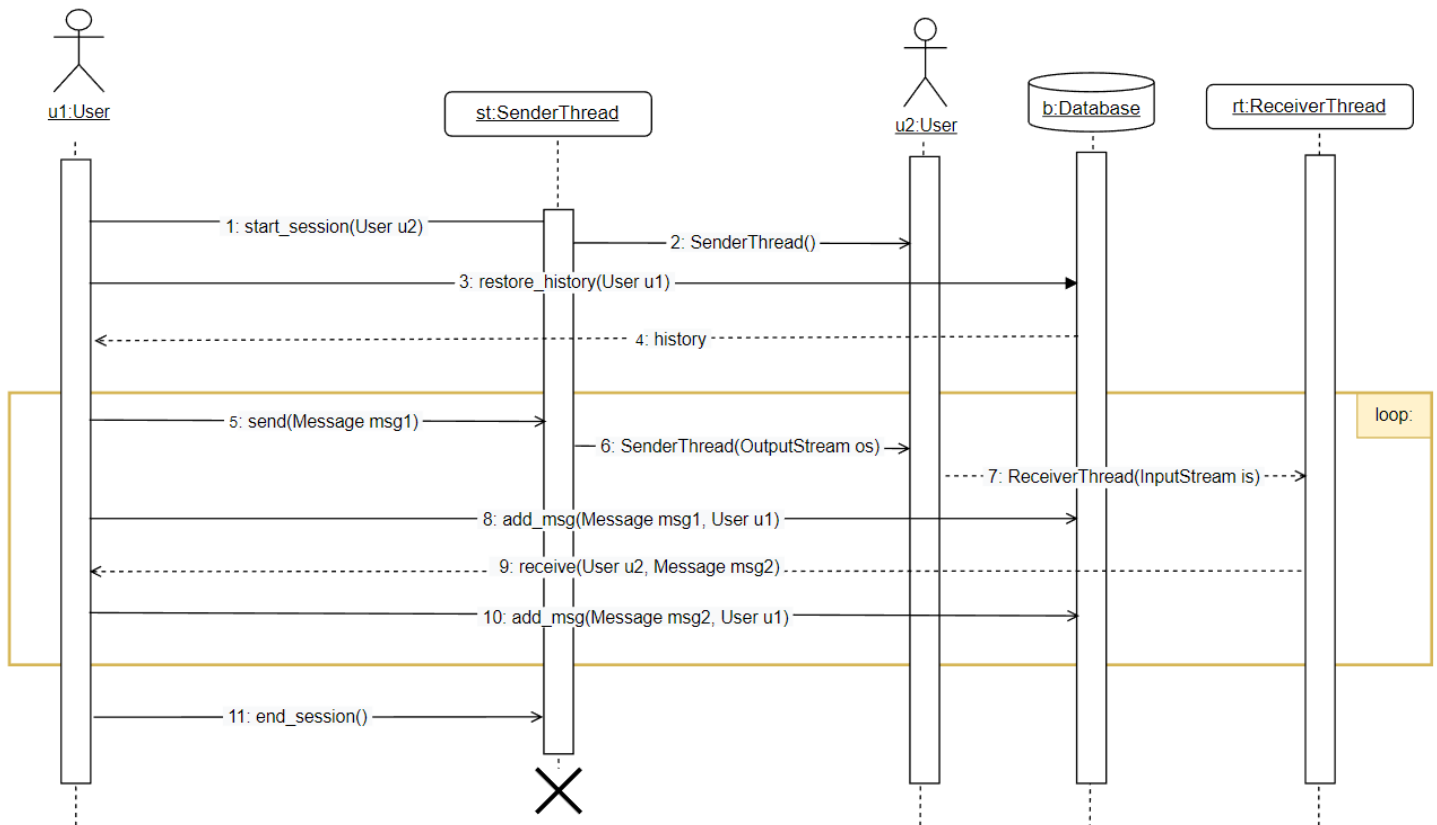 u1:User
st:SenderThread
u2:User
b:Database
rt:ReceiverThread
1: start_session(User u2)
2: SenderThread()
3: restore_history(User u1)
4: history
loop:
5: send(Message msg1)
6: SenderThread(OutputStream os)
7: ReceiverThread(InputStream is)
8: add_msg(Message msg1, User u1)
9: receive(User u2, Message msg2)
10: add_msg(Message msg2, User u1)
11: end_session()